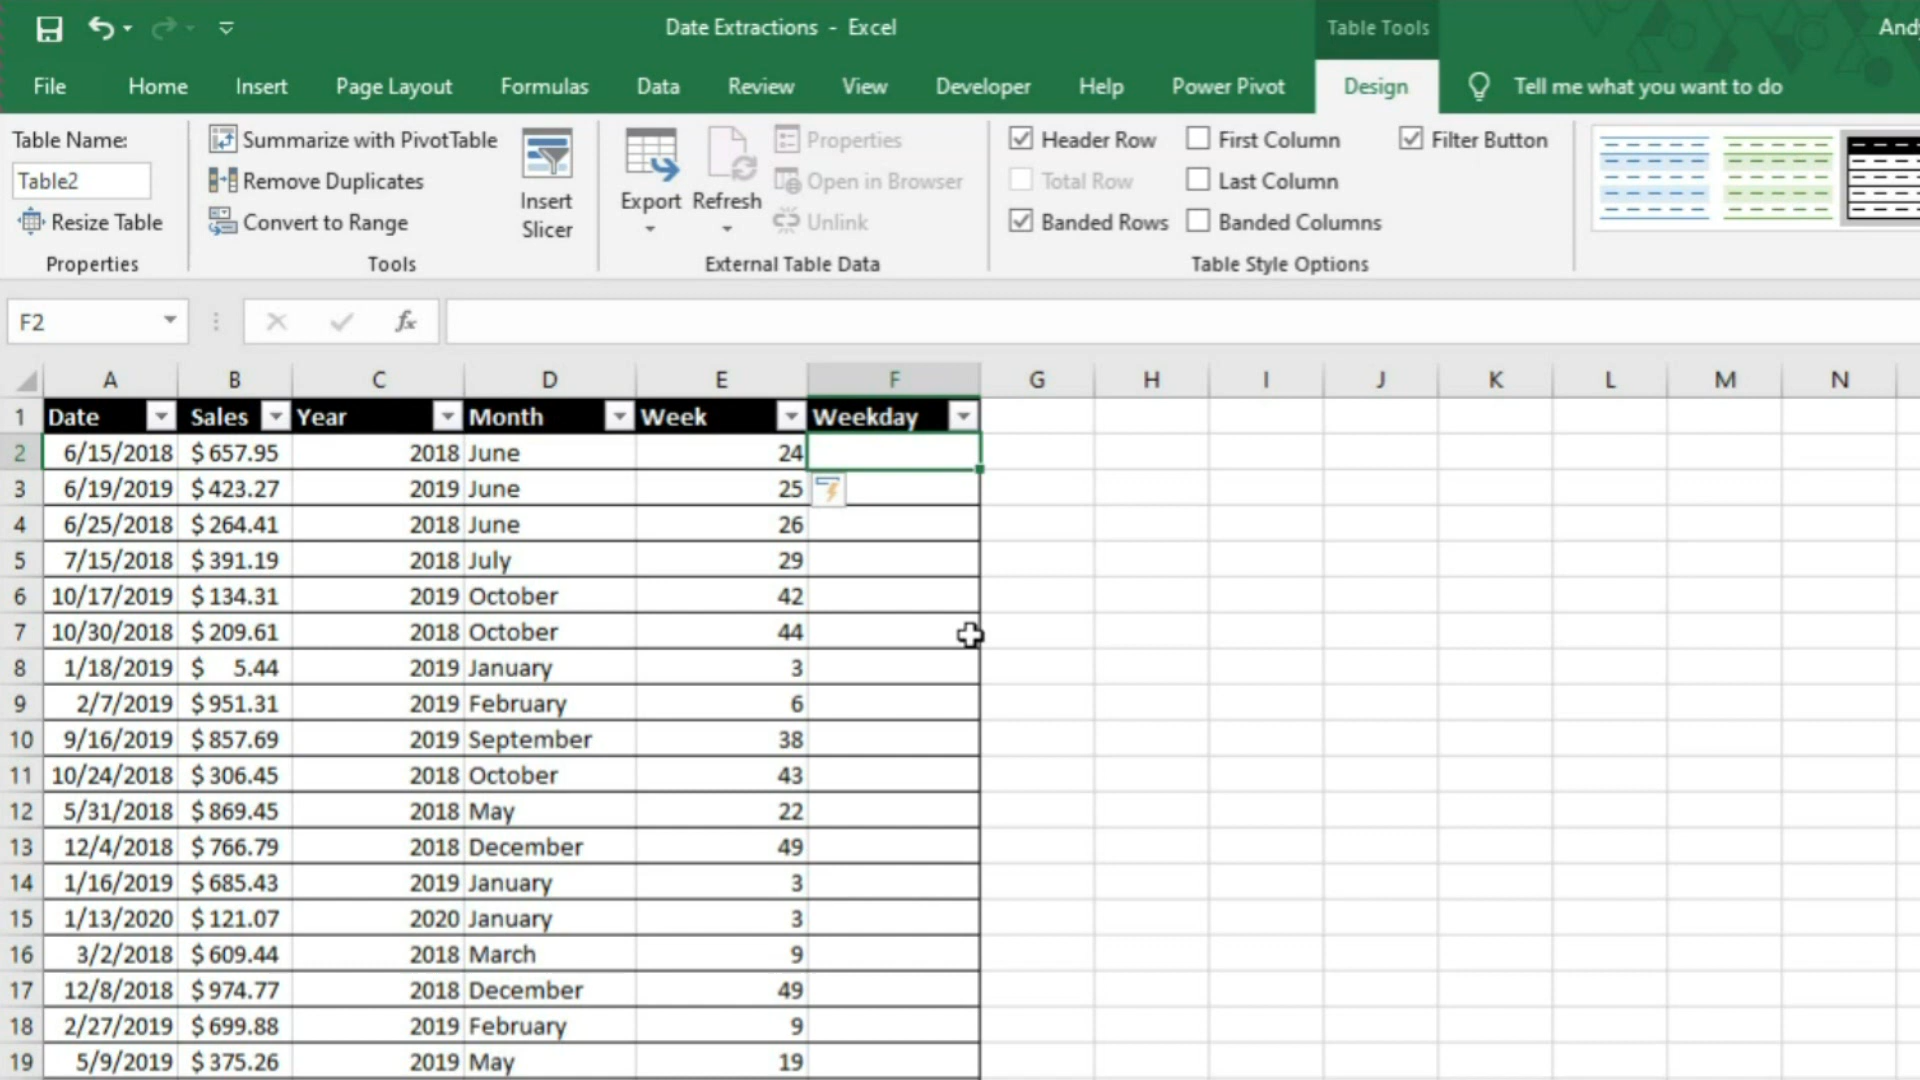 Date Extractions - Excel
Table Tools
Andy
File Home Insert Page Layout Formulas Data Review View Developer Help Power Pivot Design Tell me what you want to do
Table Name:
Table2
Resize Table
Properties
Summarize with PivotTable
Remove Duplicates
Convert to Range
Tools
Insert
Slicer
Export
Refresh
Properties
Open in Browser
Unlink
External Table Data
Header Row
First Column
Filter Button
Total Row
Last Column
Banded Rows
Banded Columns
Table Style Options
F2
fx
A B C D E F G H I J K L M N
1 Date Sales Year Month Week Weekday
2 6/15/2018 $657.95 2018 June 24
3 6/19/2019 $423.27 2019 June 25
4 6/25/2018 $264.41 2018 June 26
5 7/15/2018 $391.19 2018 July 29
6 10/17/2019 $134.31 2019 October 42
7 10/30/2018 $209.61 2018 October 44
8 1/18/2019 $ 5.44 2019 January 3
9 2/7/2019 $951.31 2019 February 6
10 9/16/2019 $857.69 2019 September 38
11 10/24/2018 $306.45 2018 October 43
12 5/31/2018 $869.45 2018 May 22
13 12/4/2018 $766.79 2018 December 49
14 1/16/2019 $685.43 2019 January 3
15 1/13/2020 $121.07 2020 January 3
16 3/2/2018 $609.44 2018 March 9
17 12/8/2018 $974.77 2018 December 49
18 2/27/2019 $699.88 2019 February 9
19 5/9/2019 $375.26 2019 May 19